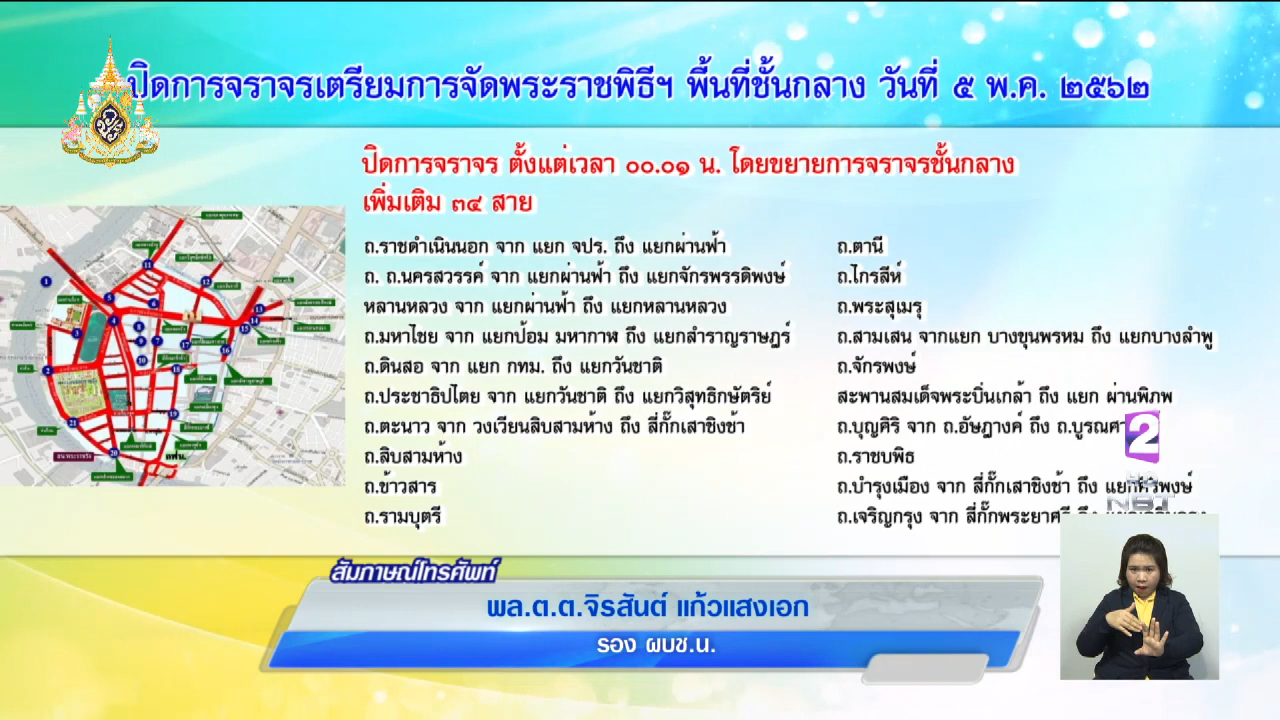 ปิดการจราจรเตรียมการจัดพระราชพิธีฯ พื้นที่ชั้นกลาง วันที่ ๕ พ.ค. ๒๕๖๒
ปิดการจราจร ตั้งแต่เวลา ๐๐.๐๑ น. โดยขยายการจราจรชั้นกลาง
เพิ่มเติม ๓๔ สาย
ถ.ราชดำเนินนอก จาก แยก จปร. ถึง แยกผ่านฟ้า
ถ. ถ.นครสวรรค์ จาก แยกผ่านฟ้า ถึง แยกจักรพรรดิพงษ์
หลานหลวง จาก แยกผ่านฟ้า ถึง แยกหลานหลวง
ถ.มหาไชย จาก แยกป้อม มหากาฬ ถึง แยกสำราญราษฎร์
ถ.ดินสอ จาก แยก กทม. ถึง แยกวันชาติ
ถ.ประชาธิปไตย จาก แยกวันชาติ ถึง แยกวิสุทธิกษัตริย์
ถ.ตะนาว จาก วงเวียนสิบสามห้าง ถึง สี่กั๊กเสาชิงช้า
ถ.สิบสามห้าง
ถ.ข้าวสาร
ถ.รามบุตรี
ถ.ตานี
ถ.ไกรสีห์
ถ.พระสุเมรุ
ถ.สามเสน จากแยก บางขุนพรหม ถึง แยกบางลำพู
ถ.จักรพงษ์
สะพานสมเด็จพระปิ่นเกล้า ถึง แยก ผ่านพิภพ
ถ.บุญศิริ จาก ถ.อัษฎางค์ ถึง
ถ.ราชบพิธ
ถ.บำรุงเมือง จาก สี่กั๊กเสาชิงช้า ถึง
ถ.เจริญกรุง จาก สี่กั๊กพระยาศรี ถึง
2
HD
NBT
สัมภาษณ์โทรศัพท์
พล.ต.ต.จิรสันต์ แก้วแสงเอก
รอง ผบช.น.